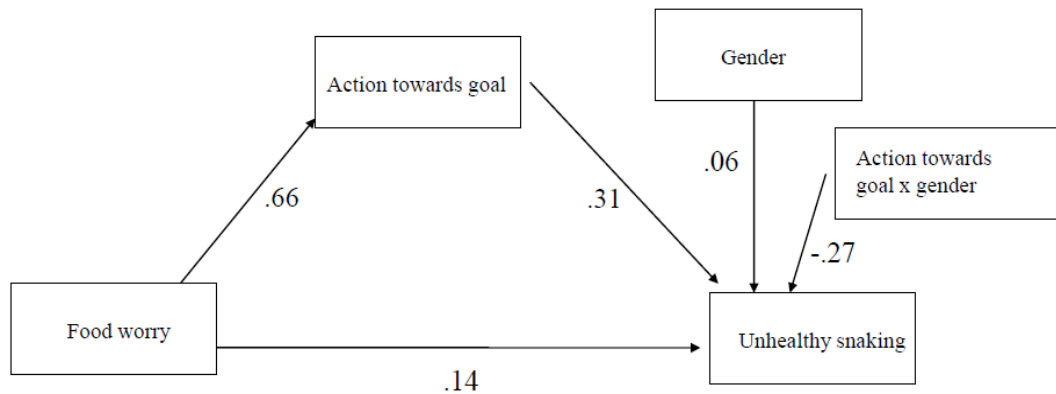 Gender
Action towards goal
Action towards
goal x gender
.06
.66
.31
-.27
Food worry
Unhealthy snaking
.14